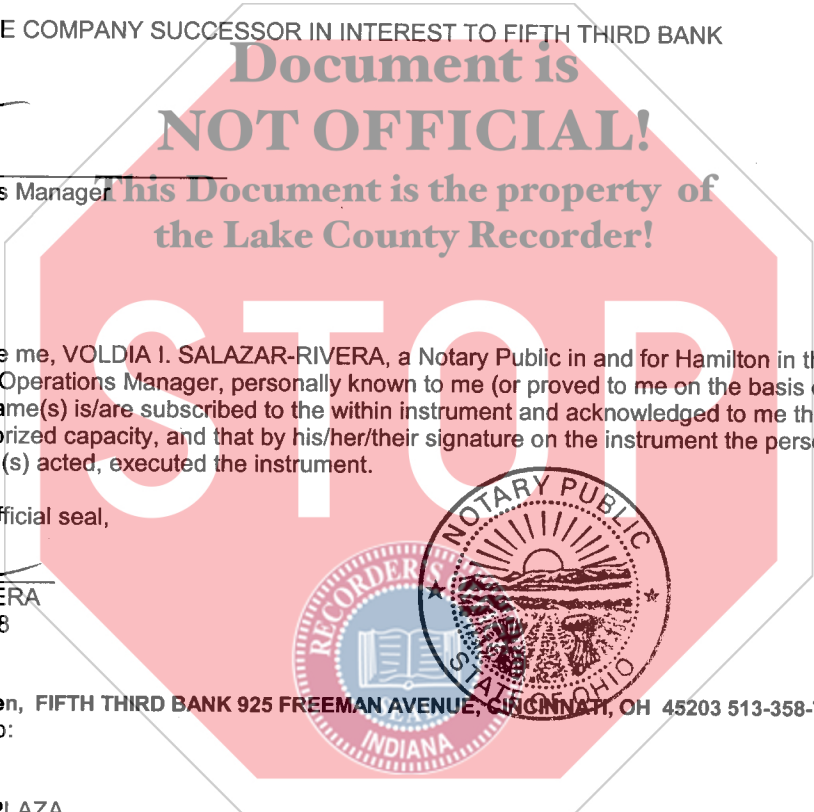 E COMPANY SUCCESSOR IN INTEREST TO FIFTH THIRD BANK
Document is
NOT OFFICIAL!
s Manager
This Document is the property of
the Lake County Recorder!
STOP
e me, VOLDIA I. SALAZAR-RIVERA, a Notary Public in and for Hamilton in th
Operations Manager, personally known to me (or proved to me on the basis
ame(s) is/are subscribed to the within instrument and acknowledged to me th
rized capacity, and that by his/her/their signature on the instrument the pers
(s) acted, executed the instrument.
fficial seal,
NOTARY PUBLIC
STATE OF OHIO
RECORDER'S
SEAL
INDIANA
ERA
8
en, FIFTH THIRD BANK 925 FREEMAN AVENUE, CINCINNATI, OH 45203 513-358-
o:
PLAZA